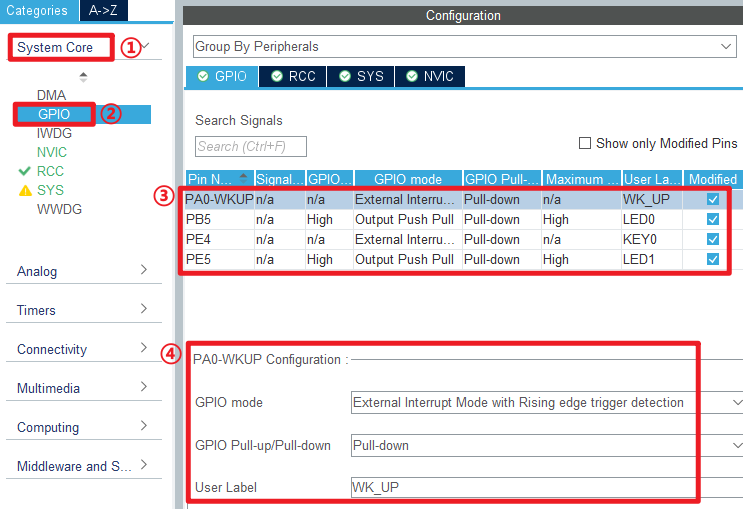 Categories A->Z
System Core ①
DMA
GPIO ②
IWDG
NVIC
RCC
SYS
WWDG
Analog
Timers
Connectivity
Multimedia
Computing
Middleware and S...
Configuration
Group By Peripherals
GPIO RCC SYS NVIC
Search Signals
Search (Ctrl+F)
Show only Modified Pins
Pin N... Signal... GPIO... GPIO mode GPIO Pull-... Maximum ... User La... Modified
③ PA0-WKUP n/a n/a External Interru... Pull-down n/a WK_UP
PB5 n/a High Output Push Pull Pull-down High LED0
PE4 n/a n/a External Interru... Pull-down n/a KEY0
PE5 n/a High Output Push Pull Pull-down High LED1
④
PA0-WKUP Configuration :
GPIO mode External Interrupt Mode with Rising edge trigger detection
GPIO Pull-up/Pull-down Pull-down
User Label WK_UP